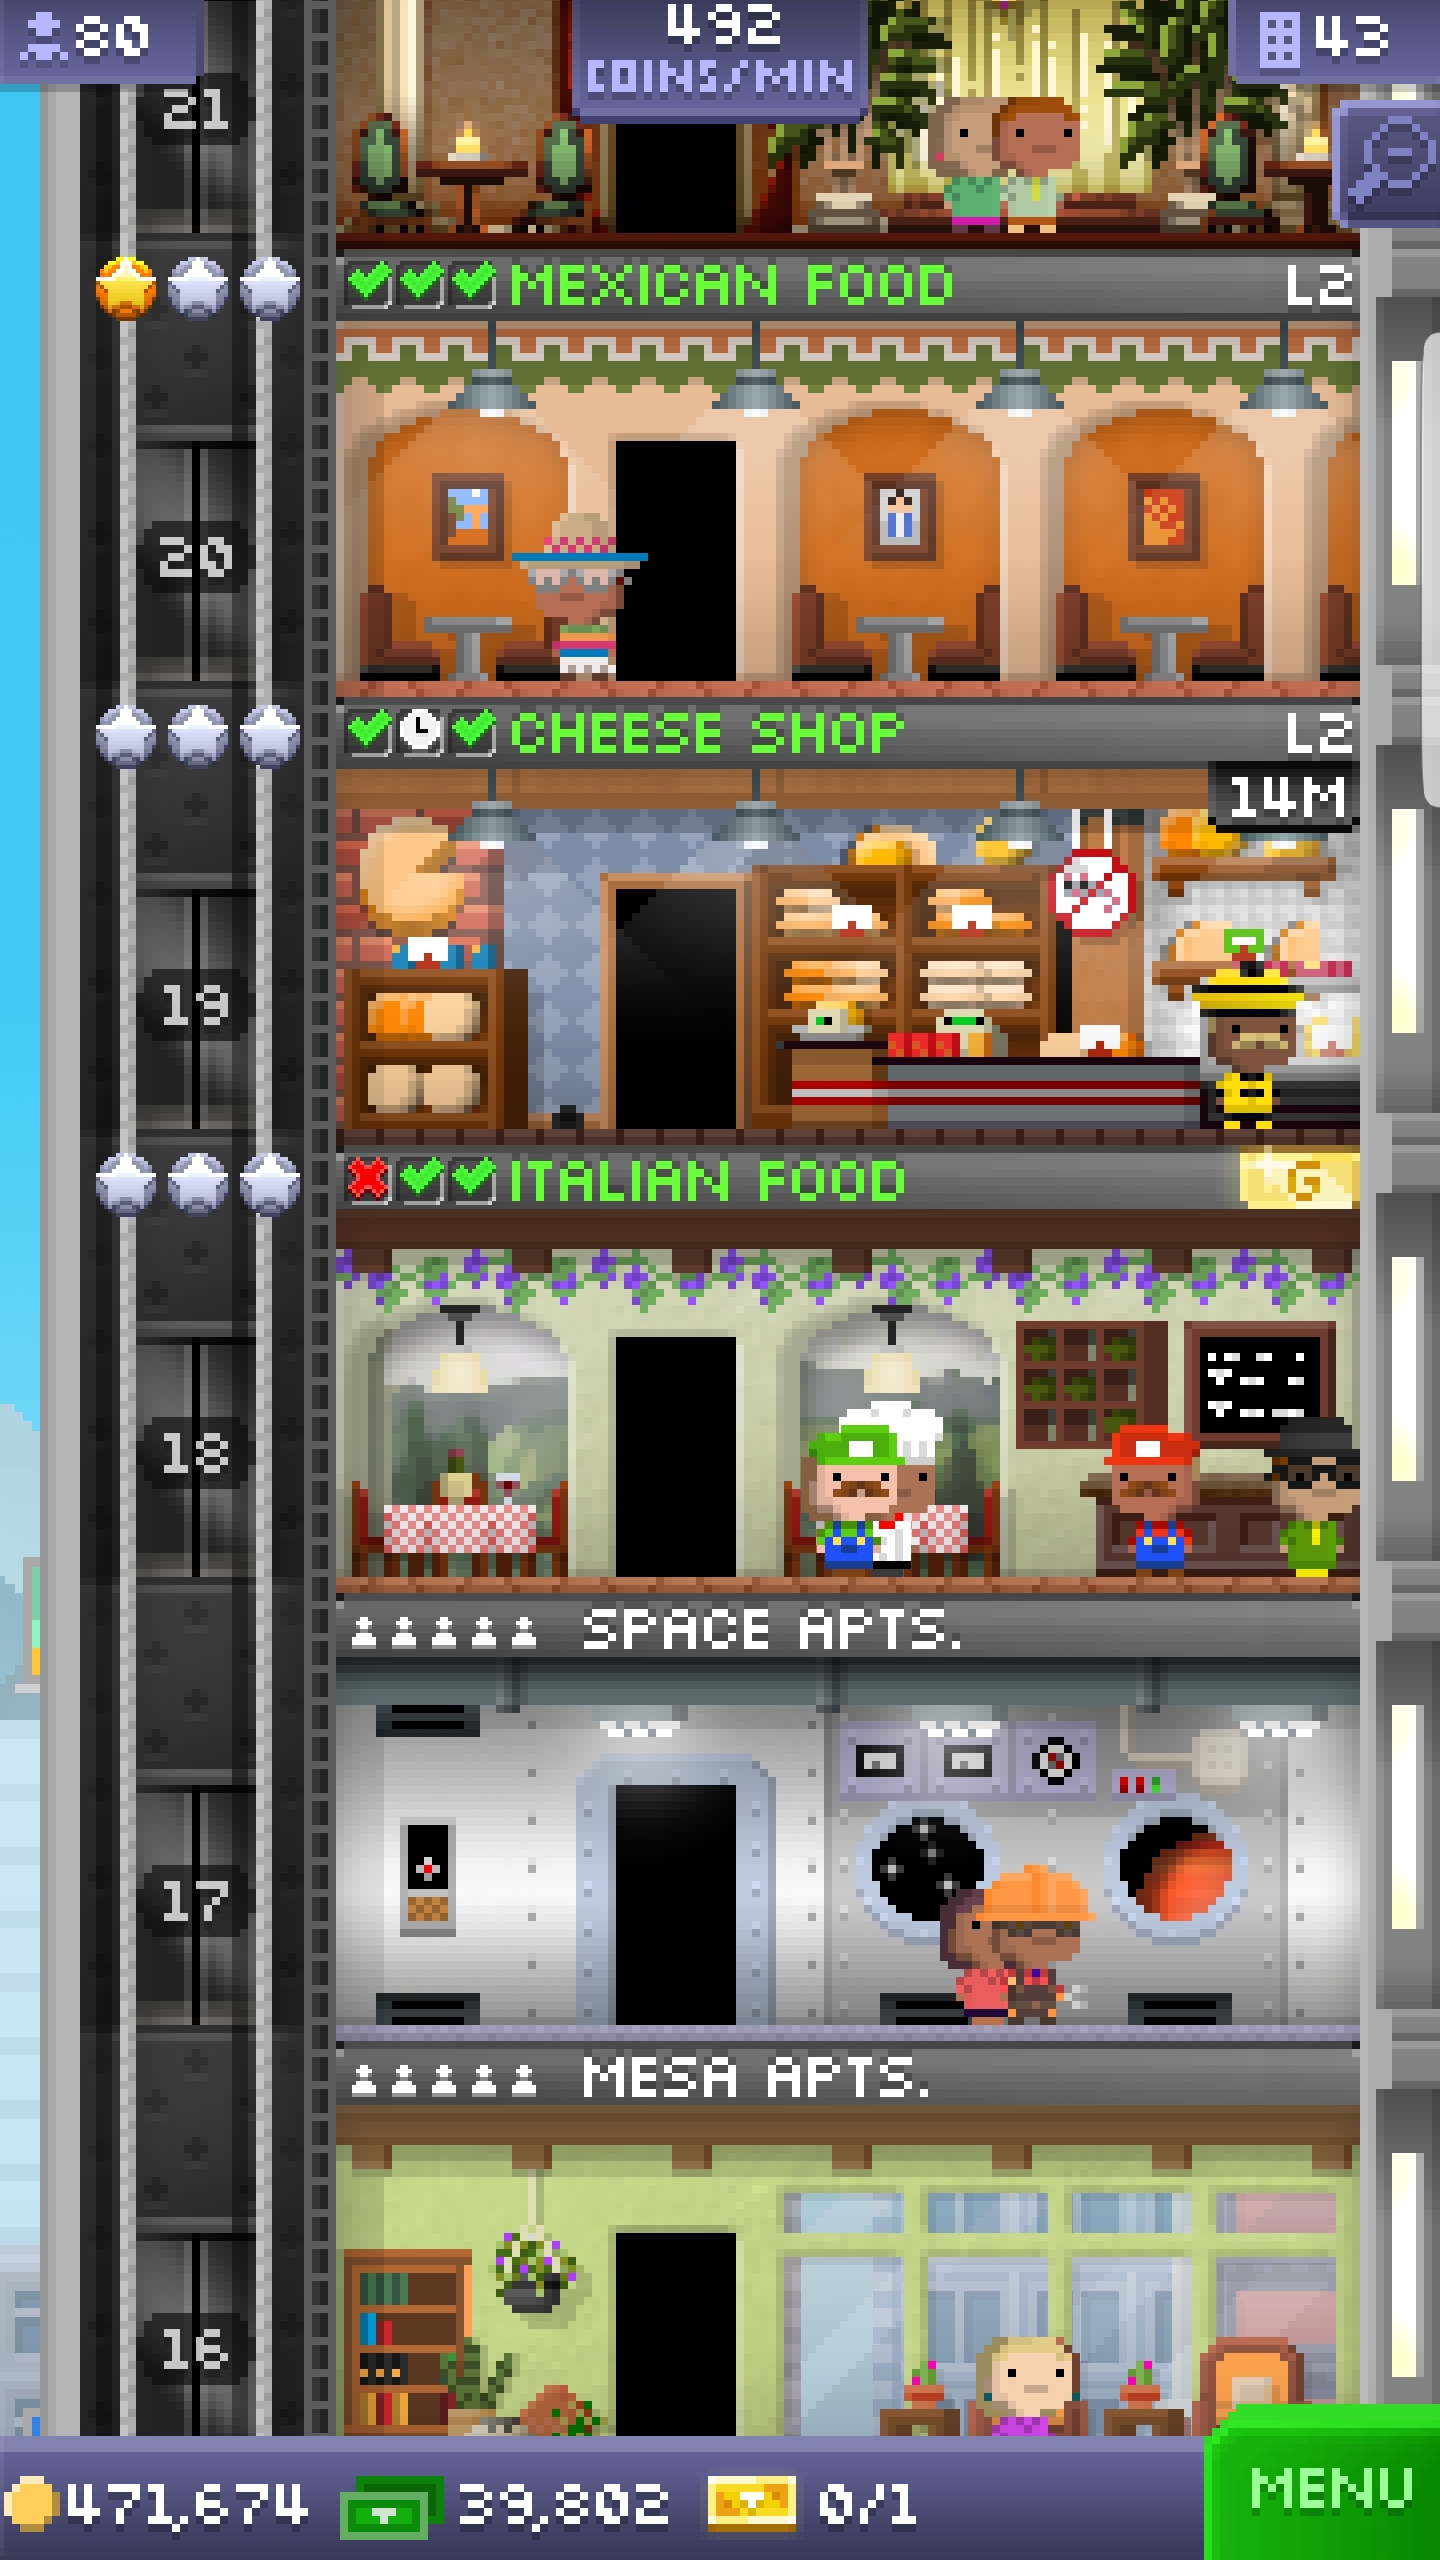 80
492
COINS/MIN
43
21
MEXICAN FOOD
L2
20
CHEESE SHOP
L2
14M
19
ITALIAN FOOD
G
18
SPACE APTS.
17
MESA APTS.
16
471,674
39,802
0/1
MENU